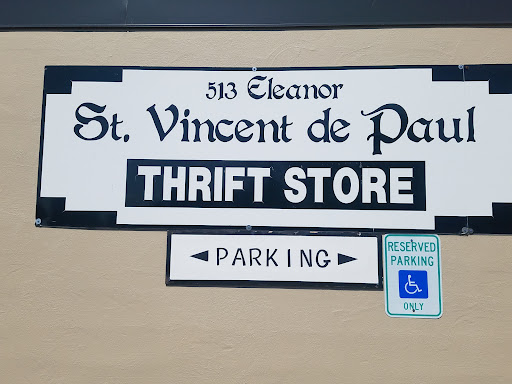 513 Eleanor
St. Vincent de Paul
THRIFT STORE
PARKING
RESERVED
PARKING
ONLY